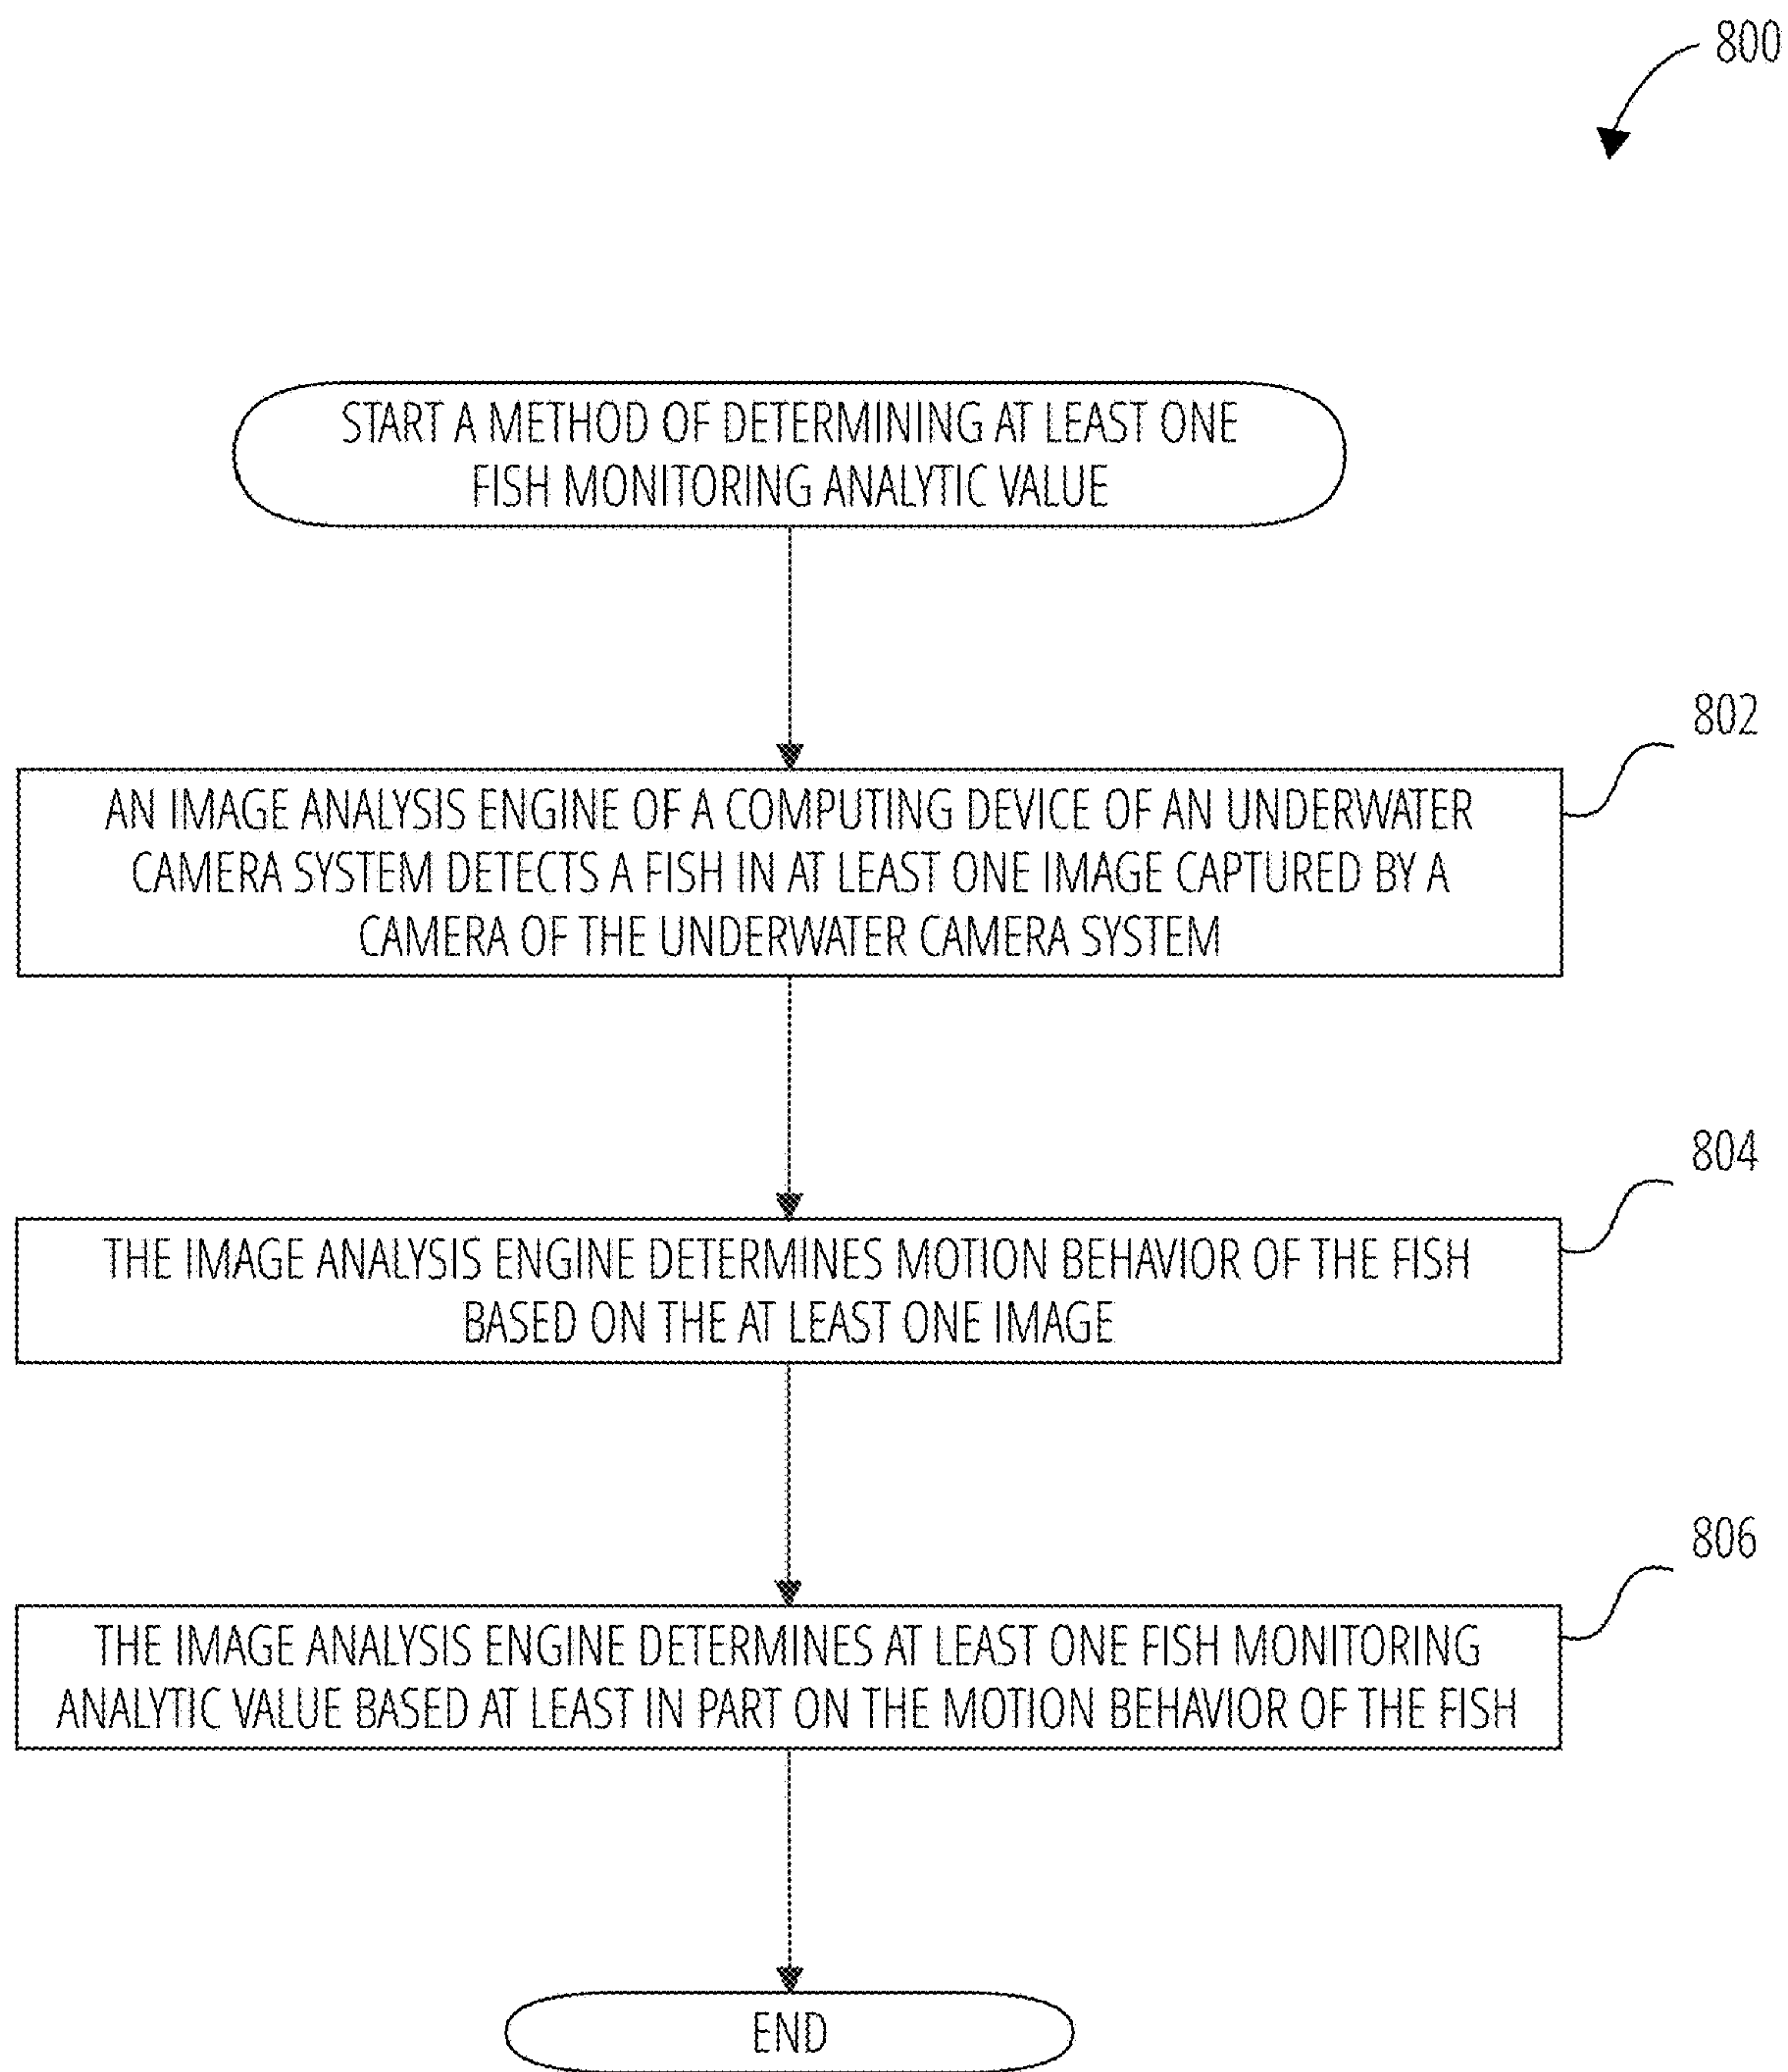 800
START A METHOD OF DETERMINING AT LEAST ONE
FISH MONITORING ANALYTIC VALUE
802
AN IMAGE ANALYSIS ENGINE OF A COMPUTING DEVICE OF AN UNDERWATER
CAMERA SYSTEM DETECTS A FISH IN AT LEAST ONE IMAGE CAPTURED BY A
CAMERA OF THE UNDERWATER CAMERA SYSTEM
804
THE IMAGE ANALYSIS ENGINE DETERMINES MOTION BEHAVIOR OF THE FISH
BASED ON THE AT LEAST ONE IMAGE
806
THE IMAGE ANALYSIS ENGINE DETERMINES AT LEAST ONE FISH MONITORING
ANALYTIC VALUE BASED AT LEAST IN PART ON THE MOTION BEHAVIOR OF THE FISH
END